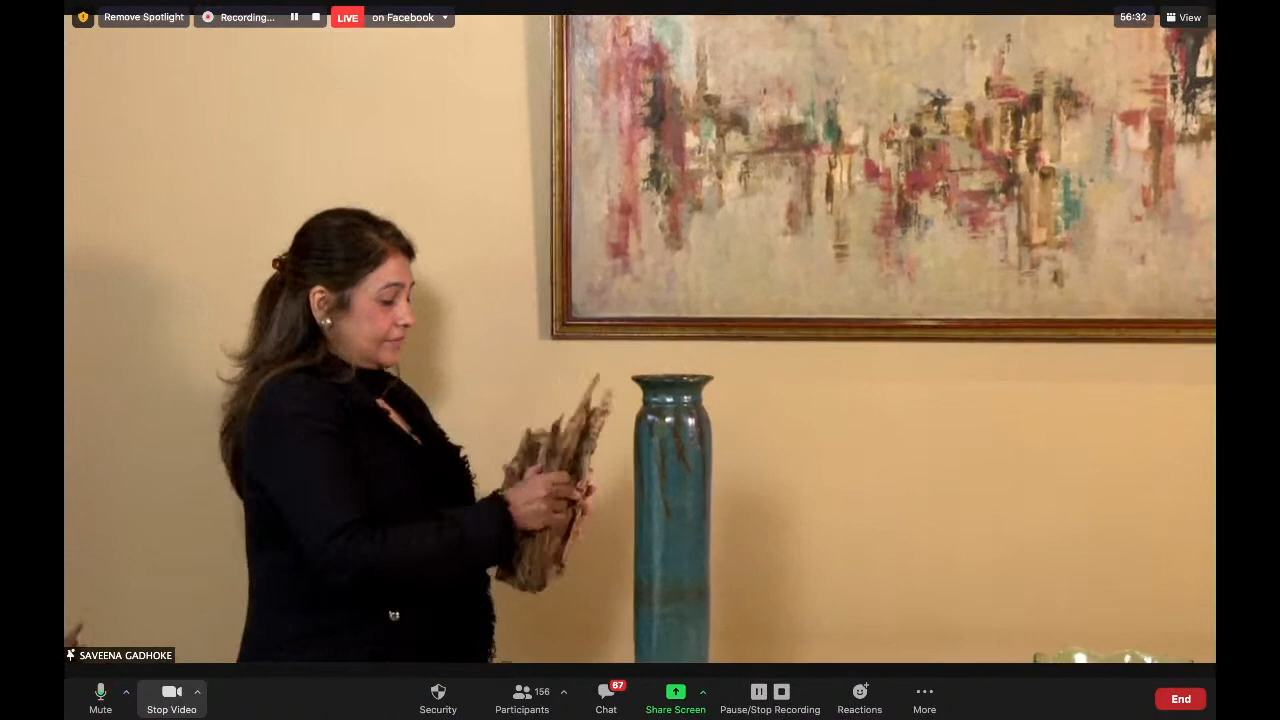 Remove Spotlight
Recording...
LIVE on Facebook
56:32
View
SAVEENA GADHOKE
Mute
Stop Video
Security
156
Participants
67
Chat
Share Screen
Pause/Stop Recording
Reactions
More
End